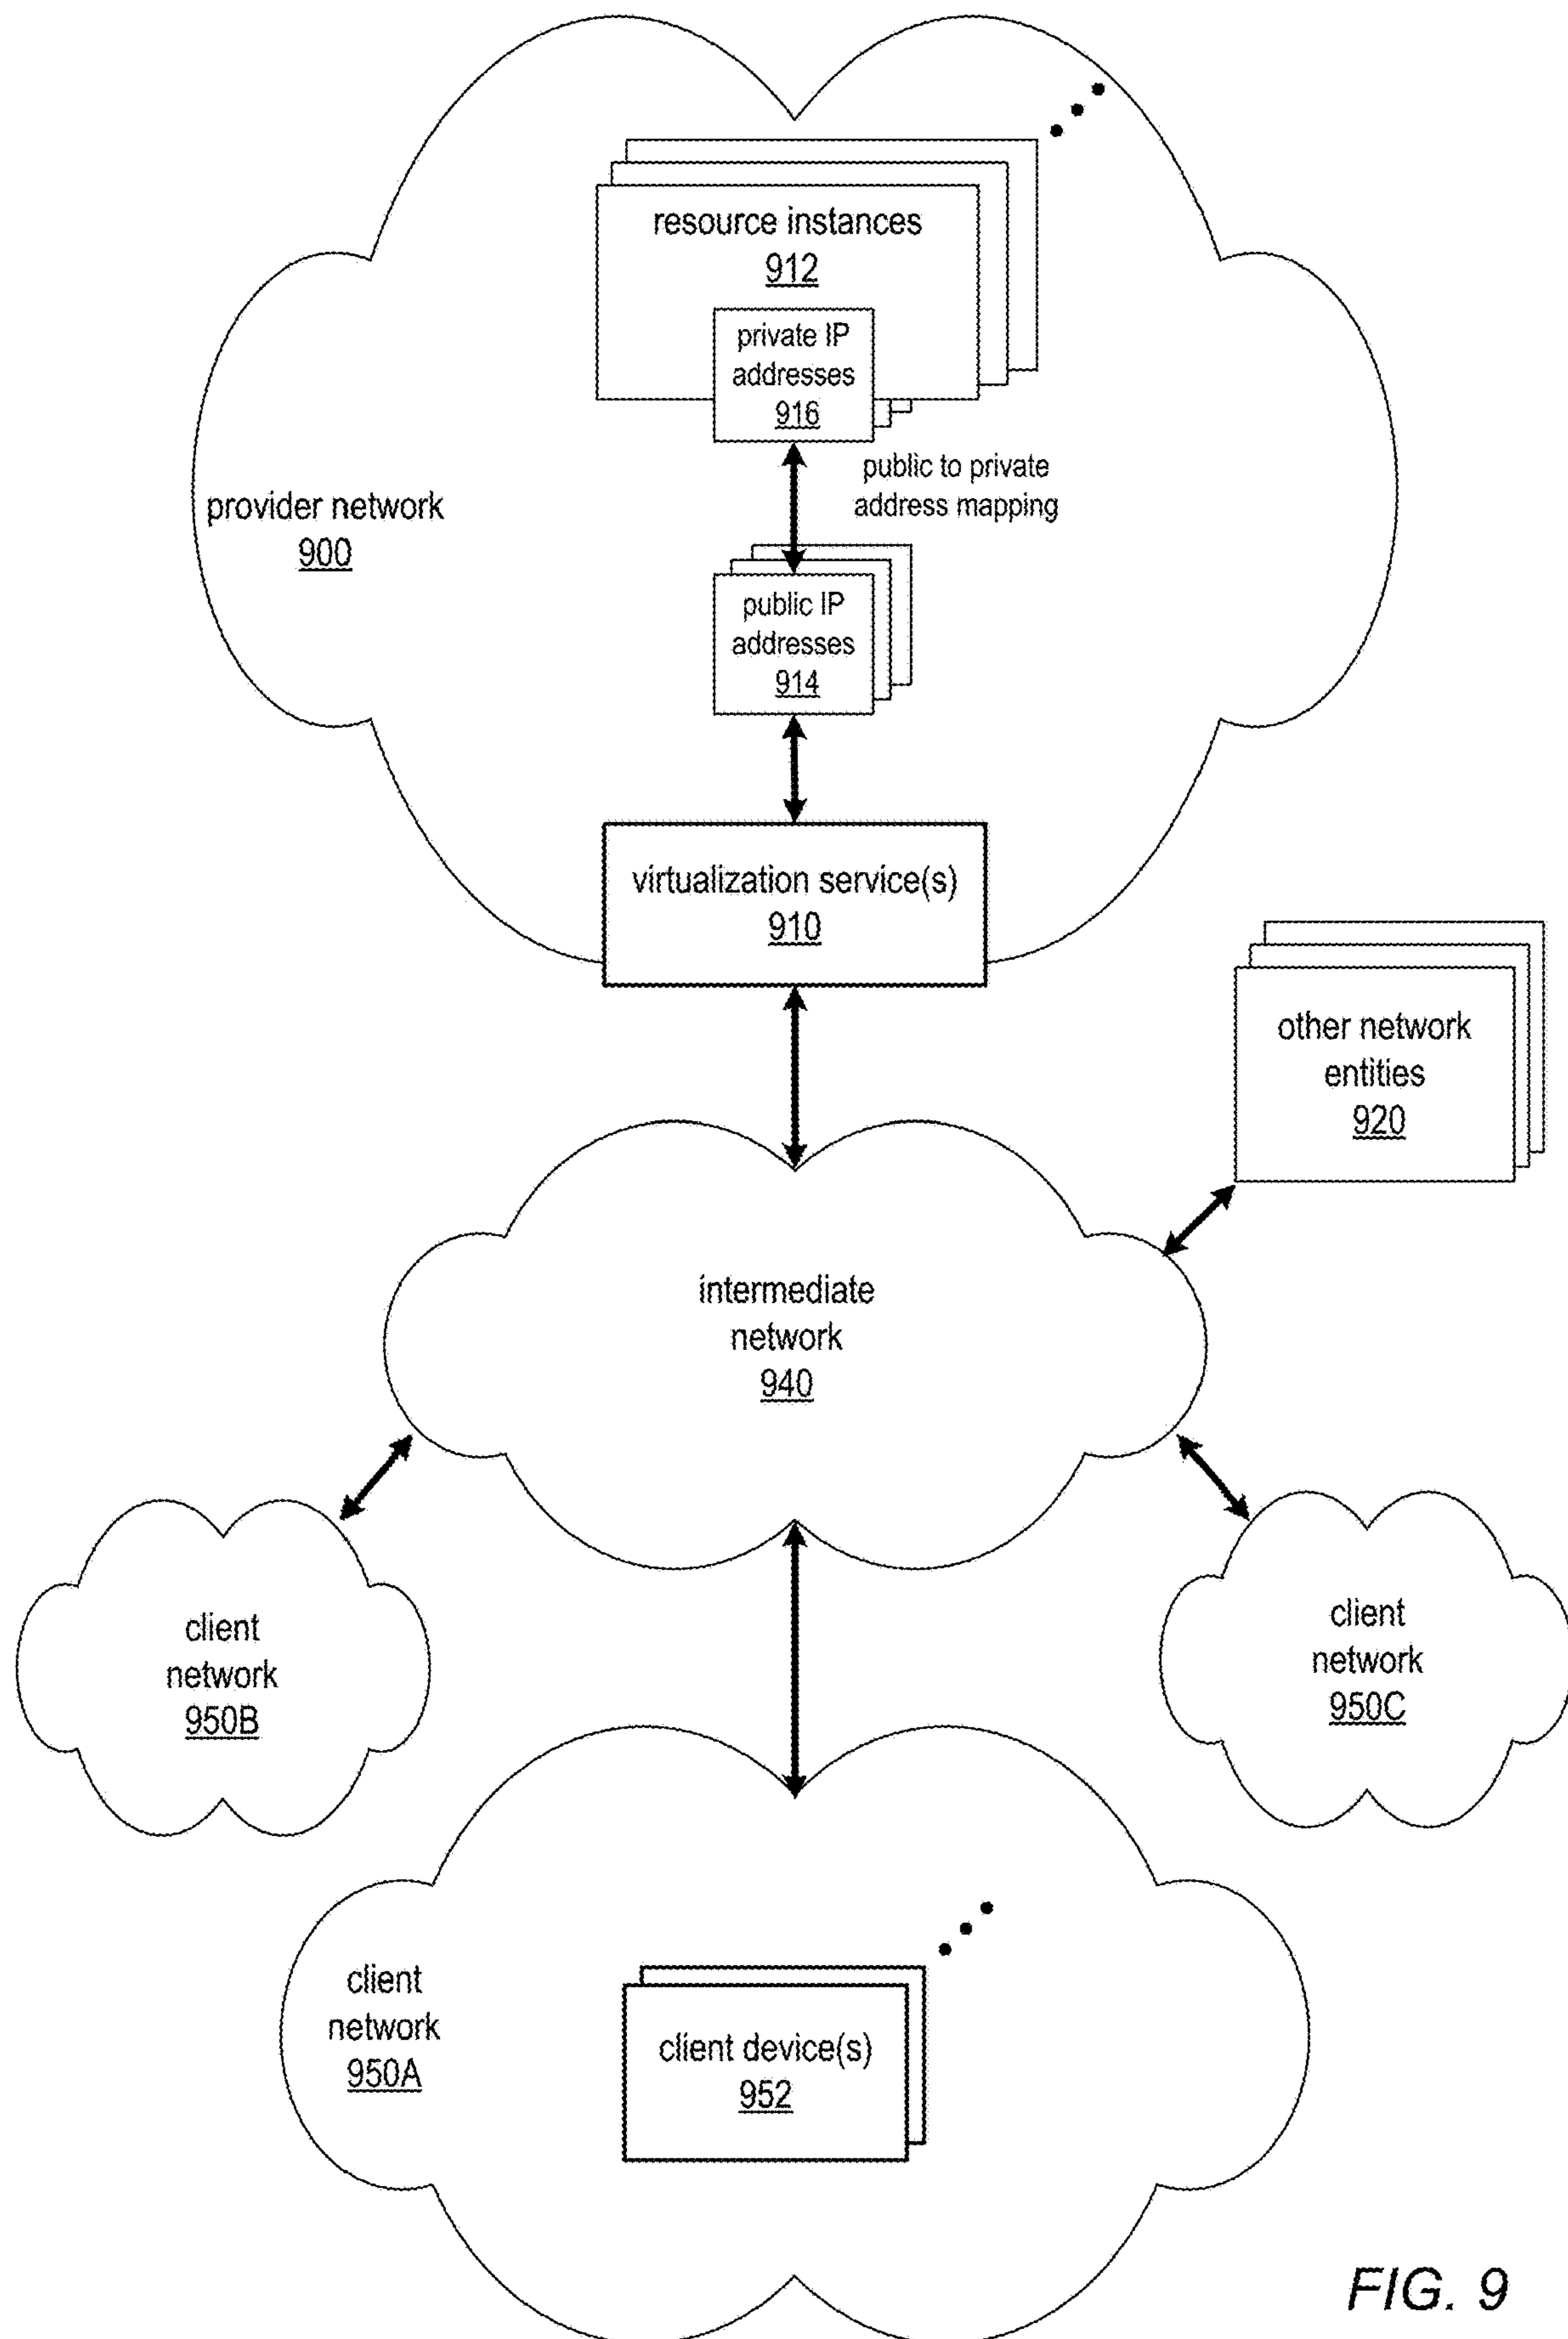 resource instances
912
private IP
addresses
916
public to private
address mapping
provider network
900
public IP
addresses
914
virtualization service(s)
910
other network
entities
920
intermediate
network
940
client
network
950B
client
network
950C
client
network
950A
client device(s)
952
FIG. 9